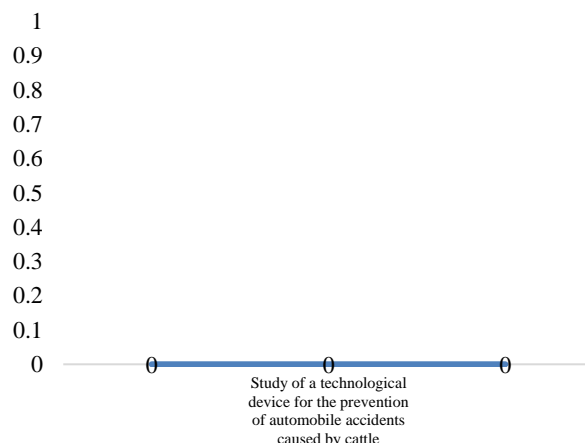 1
0.9
0.8
0.7
0.6
0.5
0.4
0.3
0.2
0.1
0
0 0 0
Study of a technological
device for the prevention
of automobile accidents
caused by cattle